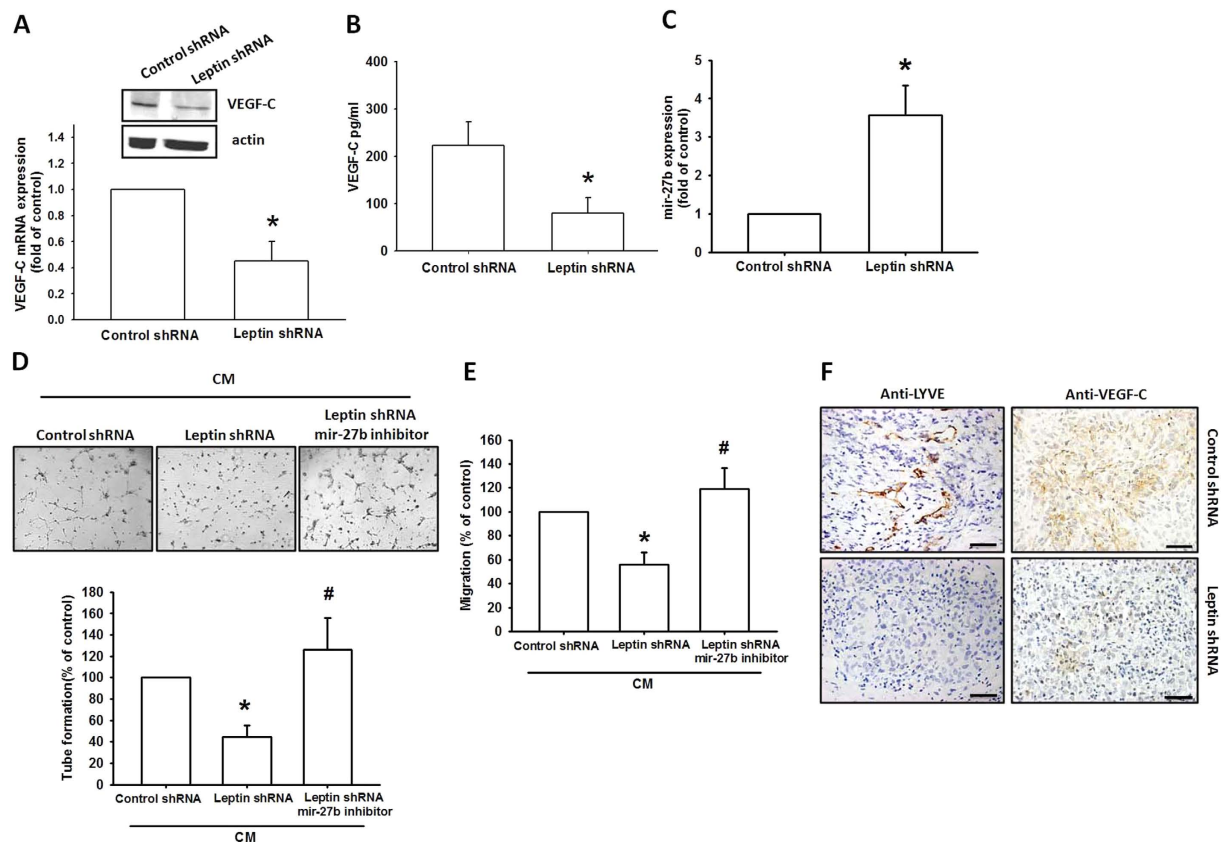 A
Control shRNA
Leptin shRNA
VEGF-C
actin
VEGF-C mRNA expression
(fold of control)
1.4
1.2
1.0
0.8
0.6
0.4
0.2
0.0
*
Control shRNA
Leptin shRNA
B
VEGF-C pg/ml
400
300
200
100
0
*
Control shRNA
Leptin shRNA
C
mir-27b expression
(fold of control)
5
4
3
2
1
0
*
Control shRNA
Leptin shRNA
D
CM
Control shRNA
Leptin shRNA
Leptin shRNA
mir-27b inhibitor
Tube formation(% of control)
180
160
140
120
100
80
60
40
20
0
*
#
Control shRNA
Leptin shRNA
Leptin shRNA
mir-27b inhibitor
CM
E
Migration (% of control)
160
140
120
100
80
60
40
20
0
*
#
Control shRNA
Leptin shRNA
Leptin shRNA
mir-27b inhibitor
CM
F
Anti-LYVE
Anti-VEGF-C
Control shRNA
Leptin shRNA